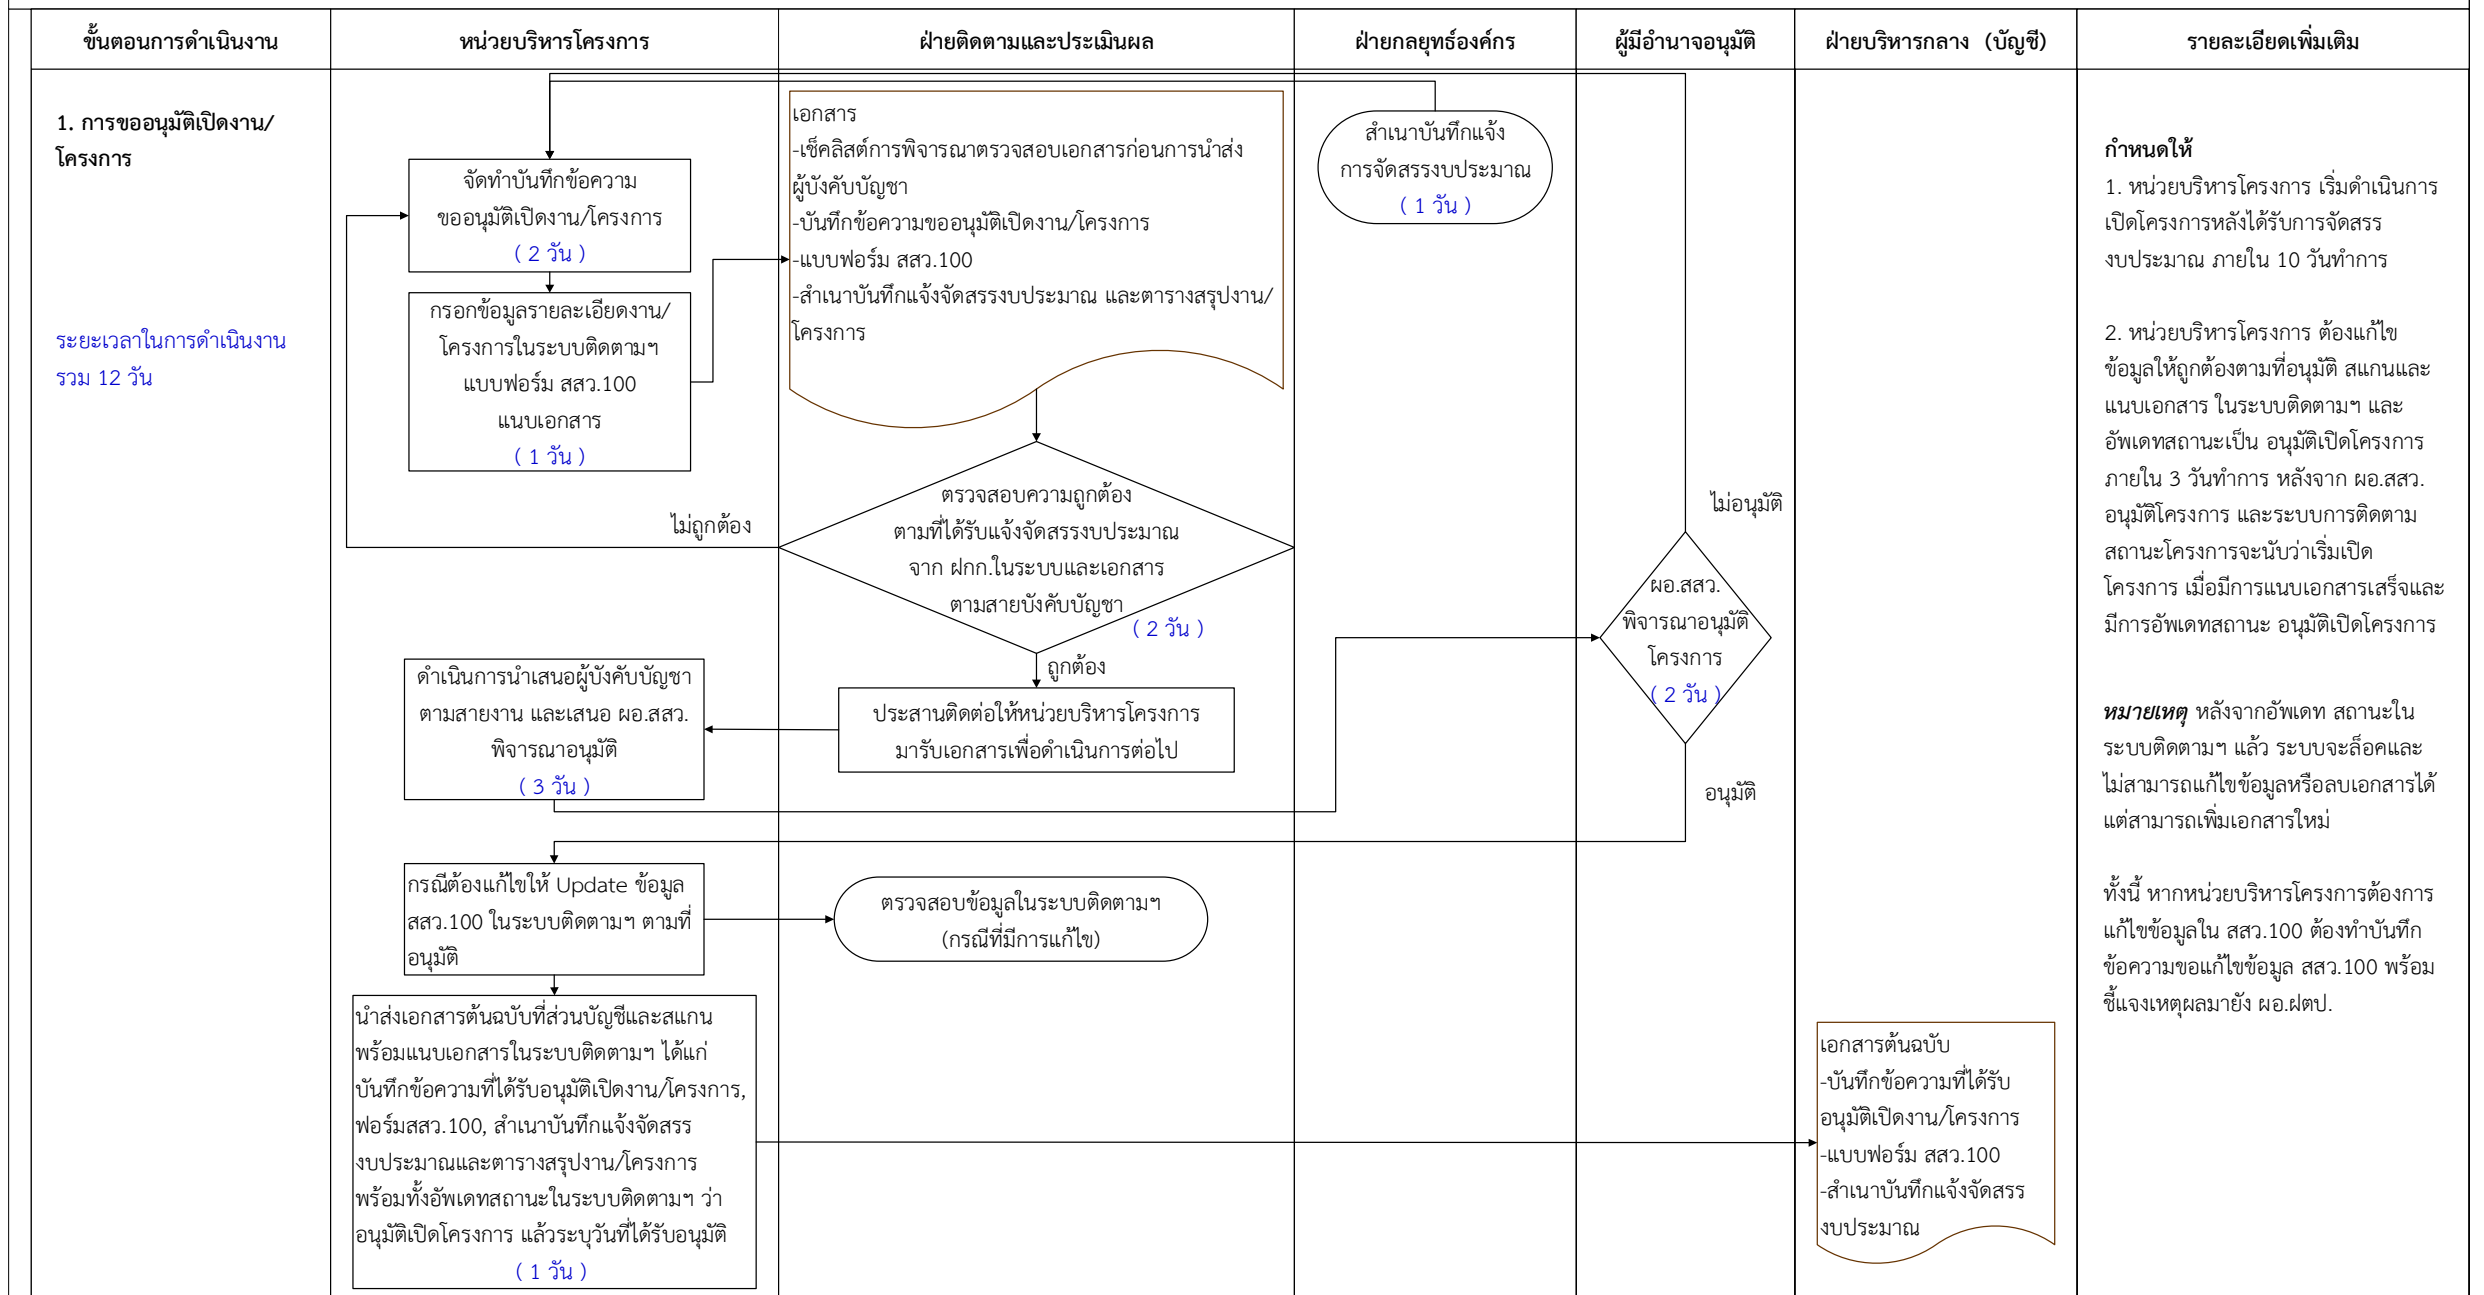 ขั้นตอนการดำเนินงาน
หน่วยบริหารโครงการ
ฝ่ายติดตามและประเมินผล
ฝ่ายกลยุทธ์องค์กร
ผู้มีอำนาจอนุมัติ
ฝ่ายบริหารกลาง (บัญชี)
รายละเอียดเพิ่มเติม
1. การขออนุมัติเปิดงาน/
โครงการ
ระยะเวลาในการดำเนินงาน
รวม 12 วัน
จัดทำบันทึกข้อความ
ขออนุมัติเปิดงาน/โครงการ
( 2 วัน )
กรอกข้อมูลรายละเอียดงาน/
โครงการในระบบติดตามฯ
แบบฟอร์ม สสว.100
แนบเอกสาร
( 1 วัน )
เอกสาร
-เช็คลิสต์การพิจารณาตรวจสอบเอกสารก่อนการนำส่ง
ผู้บังคับบัญชา
-บันทึกข้อความขออนุมัติเปิดงาน/โครงการ
-แบบฟอร์ม สสว.100
-สำเนาบันทึกแจ้งจัดสรรงบประมาณ และตารางสรุปงาน/
โครงการ
สำเนาบันทึกแจ้ง
การจัดสรรงบประมาณ
( 1 วัน )
ไม่ถูกต้อง
ตรวจสอบความถูกต้อง
ตามที่ได้รับแจ้งจัดสรรงบประมาณ
จาก ฝกก.ในระบบและเอกสาร
ตามสายบังคับบัญชา
( 2 วัน )
ถูกต้อง
ประสานติดต่อให้หน่วยบริหารโครงการ
มารับเอกสารเพื่อดำเนินการต่อไป
ดำเนินการนำเสนอผู้บังคับบัญชา
ตามสายงาน และเสนอ ผอ.สสว.
พิจารณาอนุมัติ
( 3 วัน )
ไม่อนุมัติ
ผอ.สสว.
พิจารณาอนุมัติ
โครงการ
( 2 วัน )
อนุมัติ
กรณีต้องแก้ไขให้ Update ข้อมูล
สสว.100 ในระบบติดตามฯ ตามที่
อนุมัติ
ตรวจสอบข้อมูลในระบบติดตามฯ
(กรณีที่มีการแก้ไข)
นำส่งเอกสารต้นฉบับที่ส่วนบัญชีและสแกน
พร้อมแนบเอกสารในระบบติดตามฯ ได้แก่
บันทึกข้อความที่ได้รับอนุมัติเปิดงาน/โครงการ,
ฟอร์มสสว.100, สำเนาบันทึกแจ้งจัดสรร
งบประมาณและตารางสรุปงาน/โครงการ
พร้อมทั้งอัพเดทสถานะในระบบติดตามฯ ว่า
อนุมัติเปิดโครงการ แล้วระบุวันที่ได้รับอนุมัติ
( 1 วัน )
เอกสารต้นฉบับ
-บันทึกข้อความที่ได้รับ
อนุมัติเปิดงาน/โครงการ
-แบบฟอร์ม สสว.100
-สำเนาบันทึกแจ้งจัดสรร
งบประมาณ
กำหนดให้
1. หน่วยบริหารโครงการ เริ่มดำเนินการ
เปิดโครงการหลังได้รับการจัดสรร
งบประมาณ ภายใน 10 วันทำการ
2. หน่วยบริหารโครงการ ต้องแก้ไข
ข้อมูลให้ถูกต้องตามที่อนุมัติ สแกนและ
แนบเอกสาร ในระบบติดตามฯ และ
อัพเดทสถานะเป็น อนุมัติเปิดโครงการ
ภายใน 3 วันทำการ หลังจาก ผอ.สสว.
อนุมัติโครงการ และระบบการติดตาม
สถานะโครงการจะนับว่าเริ่มเปิด
โครงการ เมื่อมีการแนบเอกสารเสร็จและ
มีการอัพเดทสถานะ อนุมัติเปิดโครงการ
หมายเหตุ หลังจากอัพเดท สถานะใน
ระบบติดตามฯ แล้ว ระบบจะล็อคและ
ไม่สามารถแก้ไขข้อมูลหรือลบเอกสารได้
แต่สามารถเพิ่มเอกสารใหม่
ทั้งนี้ หากหน่วยบริหารโครงการต้องการ
แก้ไขข้อมูลใน สสว.100 ต้องทำบันทึก
ข้อความขอแก้ไขข้อมูล สสว.100 พร้อม
ชี้แจงเหตุผลมายัง ผอ.ฝตป.